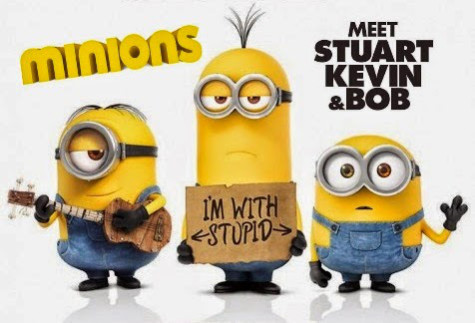 minions
MEET
STUART
KEVIN
&BOB
I'M WITH
STUPID